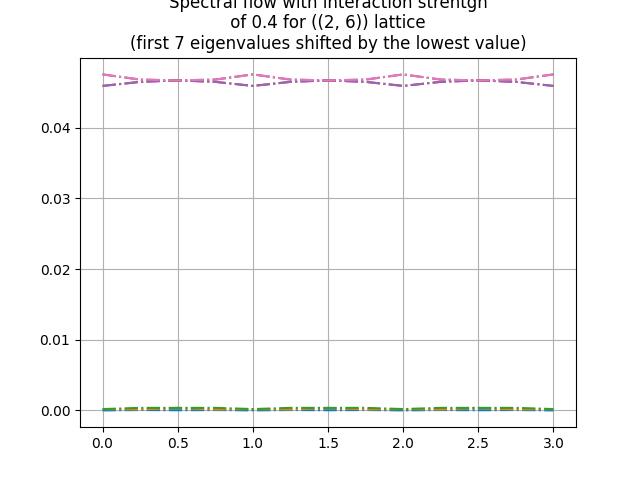 Spectral flow with interaction strentgh
of 0.4 for ((2, 6)) lattice
(first 7 eigenvalues shifted by the lowest value)
0.04
0.03
0.02
0.01
0.00
0.0 0.5 1.0 1.5 2.0 2.5 3.0